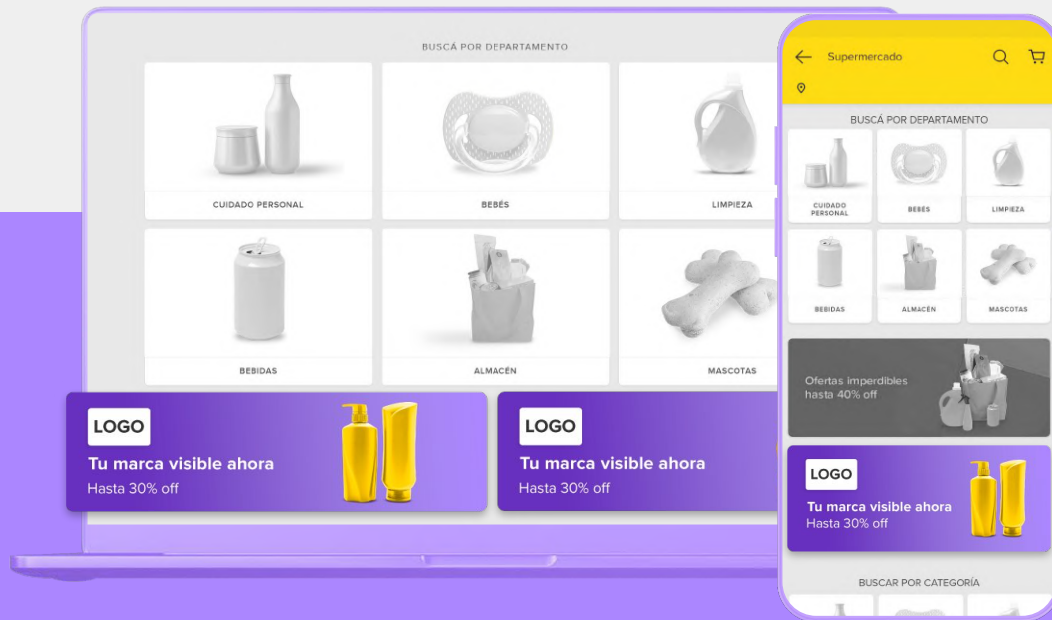 BUSCÁ POR DEPARTAMENTO
CUIDADO PERSONAL
BEBÉS
LIMPIEZA
BEBIDAS
ALMACÉN
MASCOTAS
LOGO
Tu marca visible ahora
Hasta 30% off
LOGO
Tu marca visible ahora
Hasta 30% off
Supermercado
BUSCÁ POR DEPARTAMENTO
CUIDADO
PERSONAL
BEBÉS
LIMPIEZA
BEBIDAS
ALMACÉN
MASCOTAS
Ofertas imperdibles
hasta 40% off
LOGO
Tu marca visible ahora
Hasta 30% off
BUSCAR POR CATEGORÍA